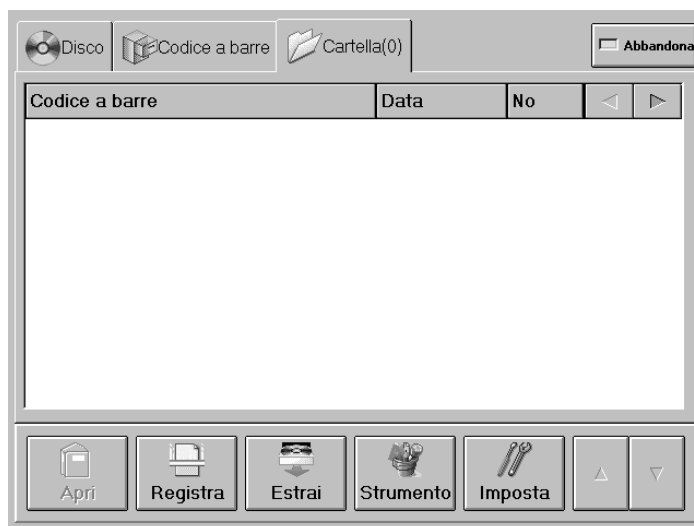 Disco Codice a barre Cartella(0) Abbandona
Codice a barre Data No
Apri Registra Estrai Strumento Imposta